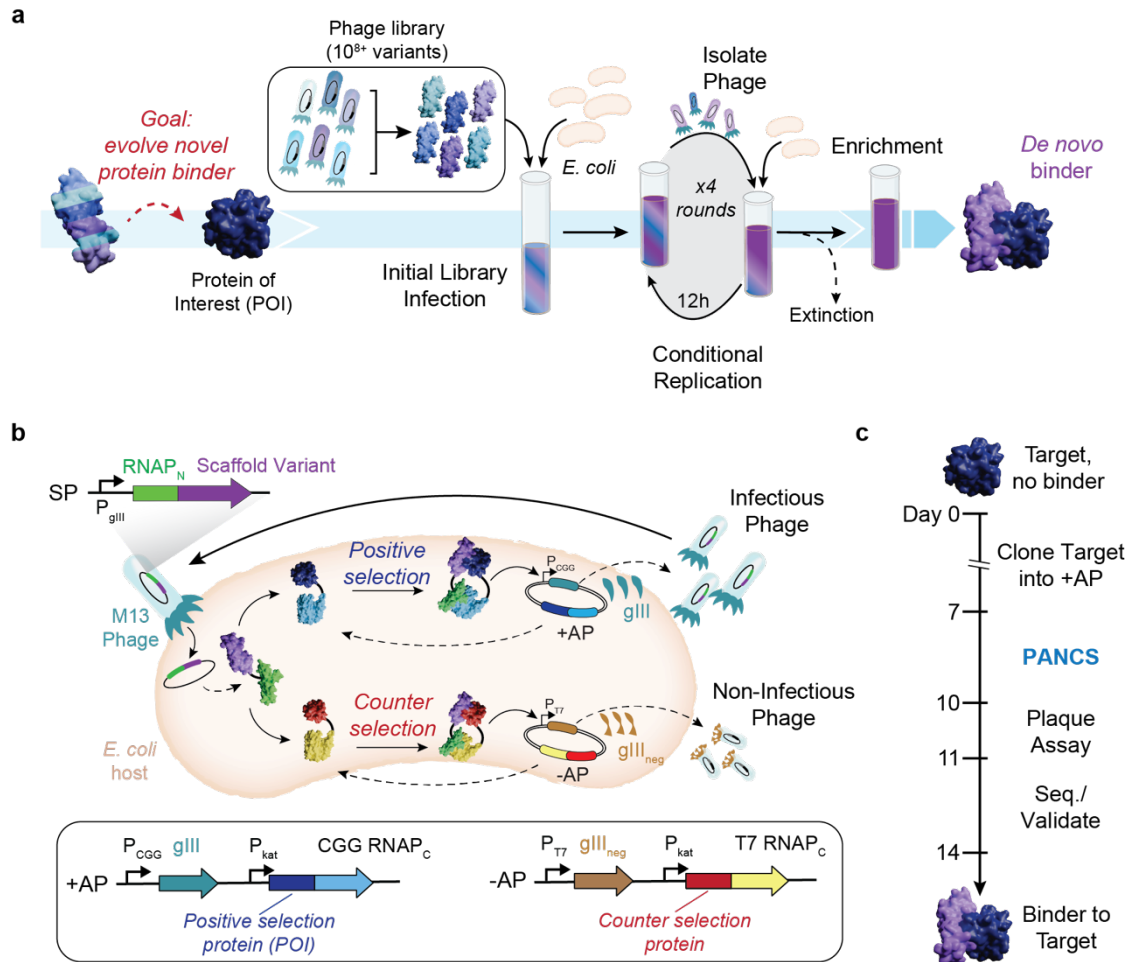 a
Phage library
(10⁸⁺ variants)
Goal:
evolve novel
protein binder
Protein of
Interest (POI)
E. coli
Initial Library
Infection
Isolate
Phage
x4
rounds
12h
Conditional
Replication
Enrichment
Extinction
De novo
binder
b
RNAP_N Scaffold Variant
SP
P_gIII
M13
Phage
E. coli
host
Positive
selection
P_CGG
gIII
+AP
Infectious
Phage
Counter
selection
P_T7
gIII_neg
-AP
Non-Infectious
Phage
P_CGG gIII P_kat CGG RNAP_C
+AP
Positive selection
protein (POI)
P_T7 gIII_neg P_kat T7 RNAP_C
-AP
Counter selection
protein
c
Target,
no binder
Day 0
Clone Target
into +AP
7
PANCS
10
Plaque
Assay
11
Seq./
Validate
14
Binder to
Target